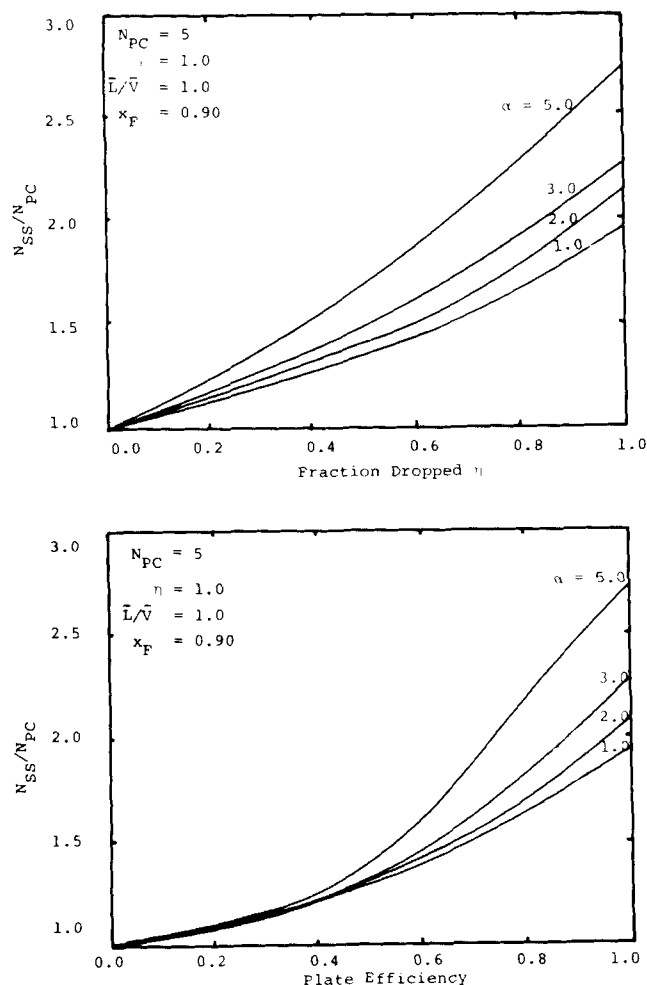 3.0
N_PC = 5
= 1.0
L̄/V̄ = 1.0
x_F = 0.90
α = 5.0
2.5
3.0
2.0
2.0
1.0
N_SS/N_PC
1.5
1.0
0.0 0.2 0.4 0.6 0.8 1.0
Fraction Dropped η
3.0
N_PC = 5
η = 1.0
L̄/V̄ = 1.0
x_F = 0.90
α = 5.0
2.5
3.0
2.0
2.0
1.0
N_SS/N_PC
1.5
1.0
0.0 0.2 0.4 0.6 0.8 1.0
Plate Efficiency